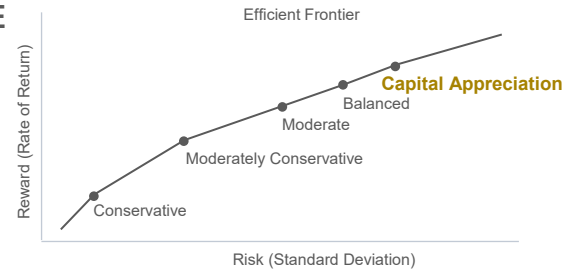 Efficient Frontier
Reward (Rate of Return)
Capital Appreciation
Balanced
Moderate
Moderately Conservative
Conservative
Risk (Standard Deviation)